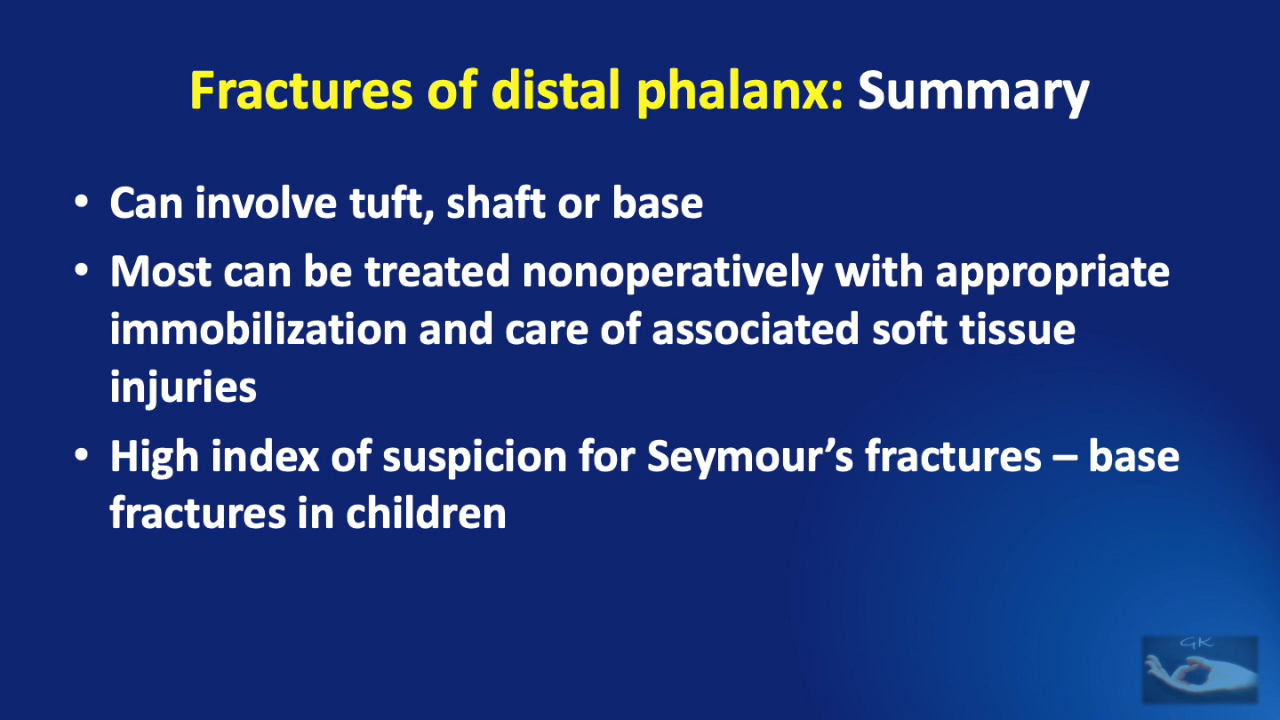 Fractures of distal phalanx: Summary
• Can involve tuft, shaft or base
• Most can be treated nonoperatively with appropriate
immobilization and care of associated soft tissue
injuries
• High index of suspicion for Seymour’s fractures – base
fractures in children
GK